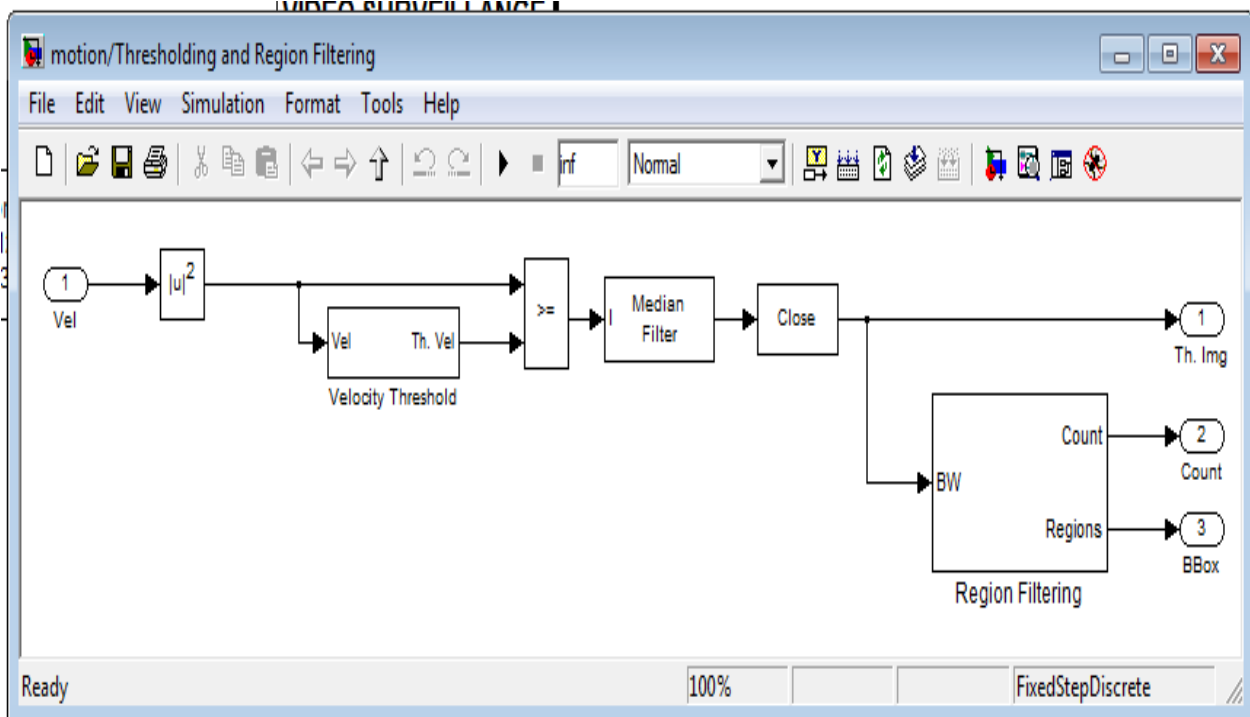 VIDEO SURVEILLANCE
motion/Thresholding and Region Filtering
File Edit View Simulation Format Tools Help
inf Normal
1
Vel
|u|2
Vel Th. Vel
Velocity Threshold
>=
I Median
Filter
Close
1
Th. Img
BW
Count
Regions
Region Filtering
2
Count
3
BBox
Ready 100% FixedStepDiscrete